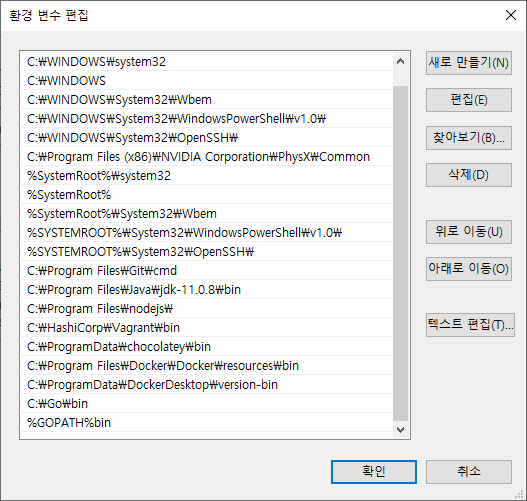 환경 변수 편집
C:₩WINDOWS₩system32
C:₩WINDOWS
C:₩WINDOWS₩System32₩Wbem
C:₩WINDOWS₩System32₩WindowsPowerShell₩v1.0₩
C:₩WINDOWS₩System32₩OpenSSH₩
C:₩Program Files (x86)₩NVIDIA Corporation₩PhysX₩Common
%SystemRoot%₩system32
%SystemRoot%
%SystemRoot%₩System32₩Wbem
%SYSTEMROOT%₩System32₩WindowsPowerShell₩v1.0₩
%SYSTEMROOT%₩System32₩OpenSSH₩
C:₩Program Files₩Git₩cmd
C:₩Program Files₩Java₩jdk-11.0.8₩bin
C:₩Program Files₩nodejs₩
C:₩HashiCorp₩Vagrant₩bin
C:₩ProgramData₩chocolatey₩bin
C:₩Program Files₩Docker₩Docker₩resources₩bin
C:₩ProgramData₩DockerDesktop₩version-bin
C:₩Go₩bin
%GOPATH%bin
새로 만들기(N)
편집(E)
찾아보기(B)...
삭제(D)
위로 이동(U)
아래로 이동(O)
텍스트 편집(T)...
확인
취소